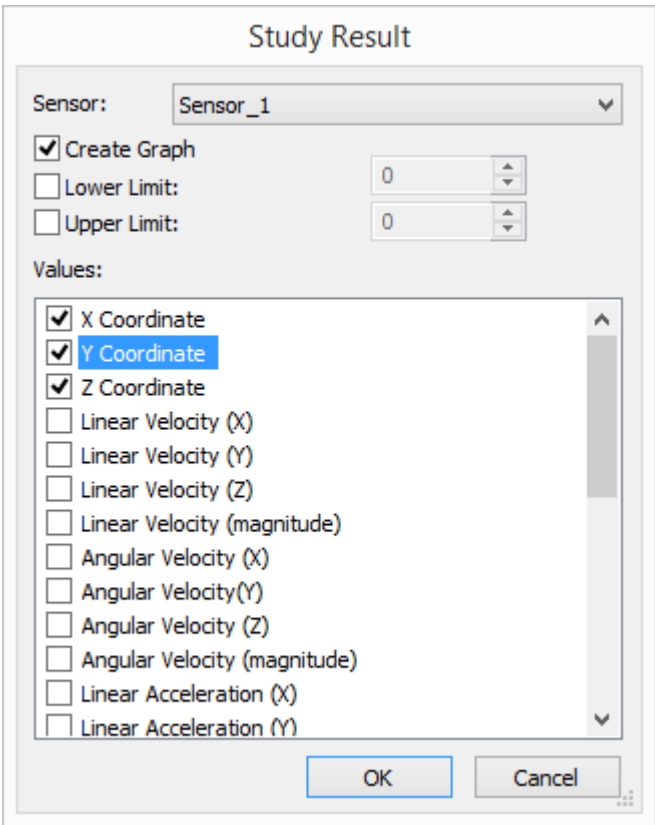 Study Result
Sensor: Sensor_1
Create Graph
Lower Limit: 0
Upper Limit: 0
Values:
X Coordinate
Y Coordinate
Z Coordinate
Linear Velocity (X)
Linear Velocity (Y)
Linear Velocity (Z)
Linear Velocity (magnitude)
Angular Velocity (X)
Angular Velocity(Y)
Angular Velocity (Z)
Angular Velocity (magnitude)
Linear Acceleration (X)
Linear Acceleration (Y)
OK Cancel